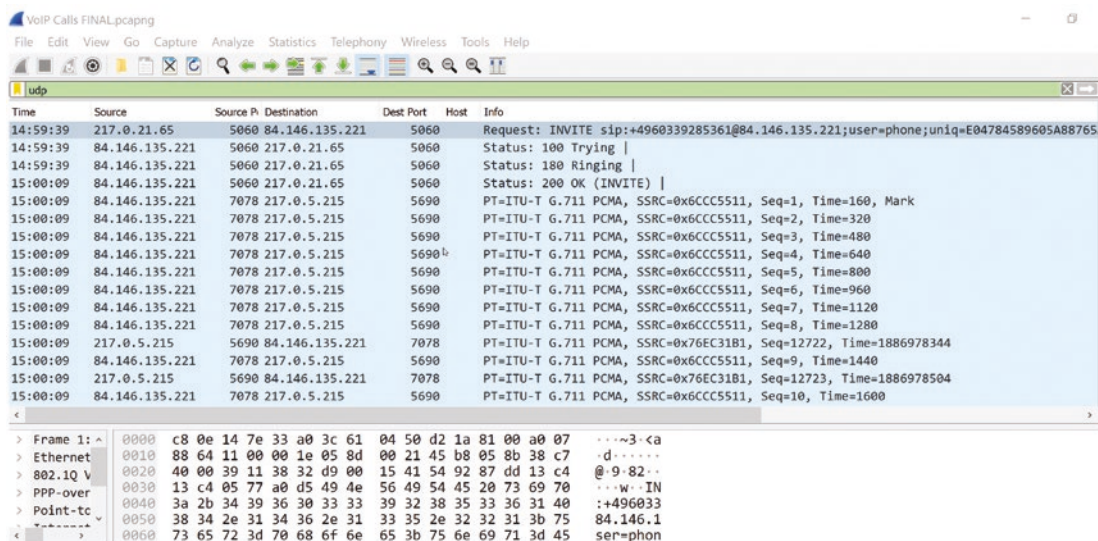 VoIP Calls FINAL.pcapng
File Edit View Go Capture Analyze Statistics Telephony Wireless Tools Help
udp
Time Source Source P Destination Dest Port Host Info
14:59:39 217.0.21.65 5060 84.146.135.221 5060 Request: INVITE sip:+4960339285361@84.146.135.221;user=phone;uniq=E04784589605A88765
14:59:39 84.146.135.221 5060 217.0.21.65 5060 Status: 100 Trying |
14:59:39 84.146.135.221 5060 217.0.21.65 5060 Status: 180 Ringing |
15:00:09 84.146.135.221 5060 217.0.21.65 5060 Status: 200 OK (INVITE) |
15:00:09 84.146.135.221 7078 217.0.5.215 5690 PT=ITU-T G.711 PCMA, SSRC=0x6CCC5511, Seq=1, Time=160, Mark
15:00:09 84.146.135.221 7078 217.0.5.215 5690 PT=ITU-T G.711 PCMA, SSRC=0x6CCC5511, Seq=2, Time=320
15:00:09 84.146.135.221 7078 217.0.5.215 5690 PT=ITU-T G.711 PCMA, SSRC=0x6CCC5511, Seq=3, Time=480
15:00:09 84.146.135.221 7078 217.0.5.215 5690 PT=ITU-T G.711 PCMA, SSRC=0x6CCC5511, Seq=4, Time=640
15:00:09 84.146.135.221 7078 217.0.5.215 5690 PT=ITU-T G.711 PCMA, SSRC=0x6CCC5511, Seq=5, Time=800
15:00:09 84.146.135.221 7078 217.0.5.215 5690 PT=ITU-T G.711 PCMA, SSRC=0x6CCC5511, Seq=6, Time=960
15:00:09 84.146.135.221 7078 217.0.5.215 5690 PT=ITU-T G.711 PCMA, SSRC=0x6CCC5511, Seq=7, Time=1120
15:00:09 84.146.135.221 7078 217.0.5.215 5690 PT=ITU-T G.711 PCMA, SSRC=0x6CCC5511, Seq=8, Time=1280
15:00:09 217.0.5.215 5690 84.146.135.221 7078 PT=ITU-T G.711 PCMA, SSRC=0x76EC31B1, Seq=12722, Time=1886978344
15:00:09 84.146.135.221 7078 217.0.5.215 5690 PT=ITU-T G.711 PCMA, SSRC=0x6CCC5511, Seq=9, Time=1440
15:00:09 217.0.5.215 5690 84.146.135.221 7078 PT=ITU-T G.711 PCMA, SSRC=0x76EC31B1, Seq=12723, Time=1886978504
15:00:09 84.146.135.221 7078 217.0.5.215 5690 PT=ITU-T G.711 PCMA, SSRC=0x6CCC5511, Seq=10, Time=1600
> Frame 1: 0000 c8 0e 14 7e 33 a0 3c 61 04 50 d2 1a 81 00 a0 07 ···~3·<a
> Ethernet 0010 88 64 11 00 00 1e 05 8d 00 21 45 b8 05 8b 38 c7 ·d······
> 802.1Q V 0020 40 00 39 11 38 32 d9 00 15 41 54 92 87 dd 13 c4 @·9·82··
> PPP-over 0030 13 c4 05 77 a0 d5 49 4e 56 49 54 45 20 73 69 70 ···w··IN
> Point-to 0040 3a 2b 34 39 36 30 33 33 39 32 38 35 33 36 31 40 :+496033
0050 38 34 2e 31 34 36 2e 31 33 35 2e 32 32 31 3b 75 84.146.1
0060 73 65 72 3d 70 68 6f 6e 65 3b 75 6e 69 71 3d 45 ser=phon